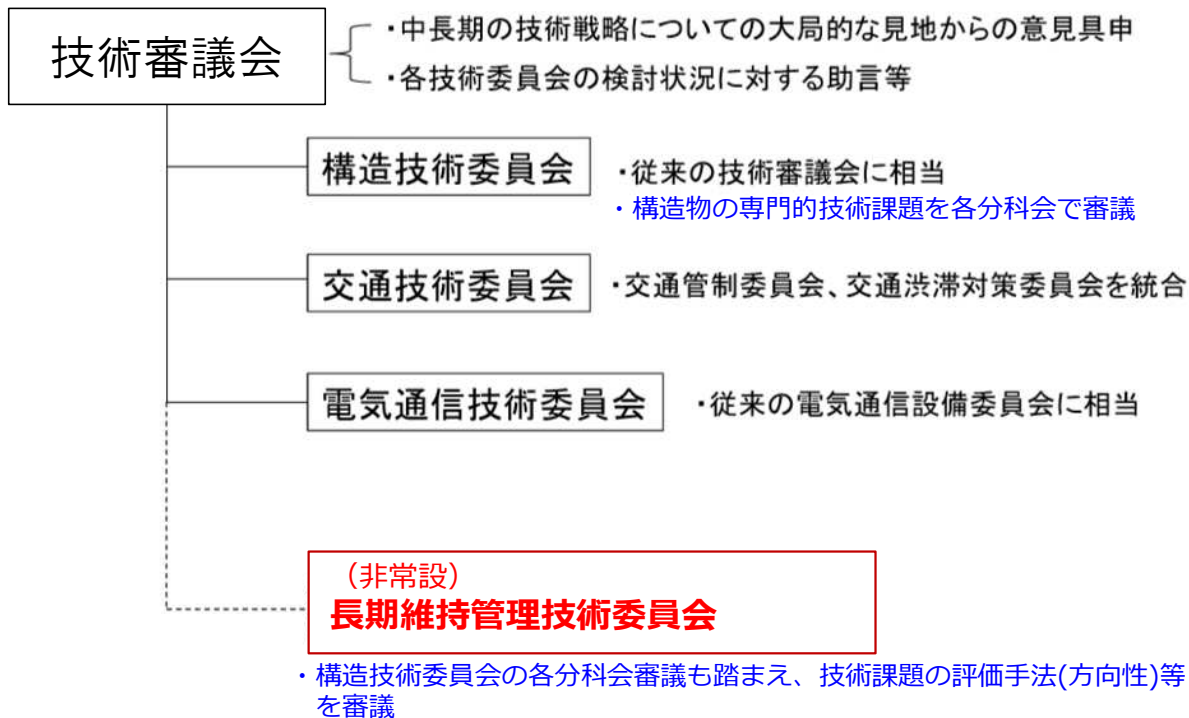 技術審議会
・中長期の技術戦略についての大局的な見地からの意見具申
・各技術委員会の検討状況に対する助言等
構造技術委員会
・従来の技術審議会に相当
・構造物の専門的技術課題を各分科会で審議
交通技術委員会
・交通管制委員会、交通渋滞対策委員会を統合
電気通信技術委員会
・従来の電気通信設備委員会に相当
（非常設）
長期維持管理技術委員会
・構造技術委員会の各分科会審議も踏まえ、技術課題の評価手法(方向性)等
を審議